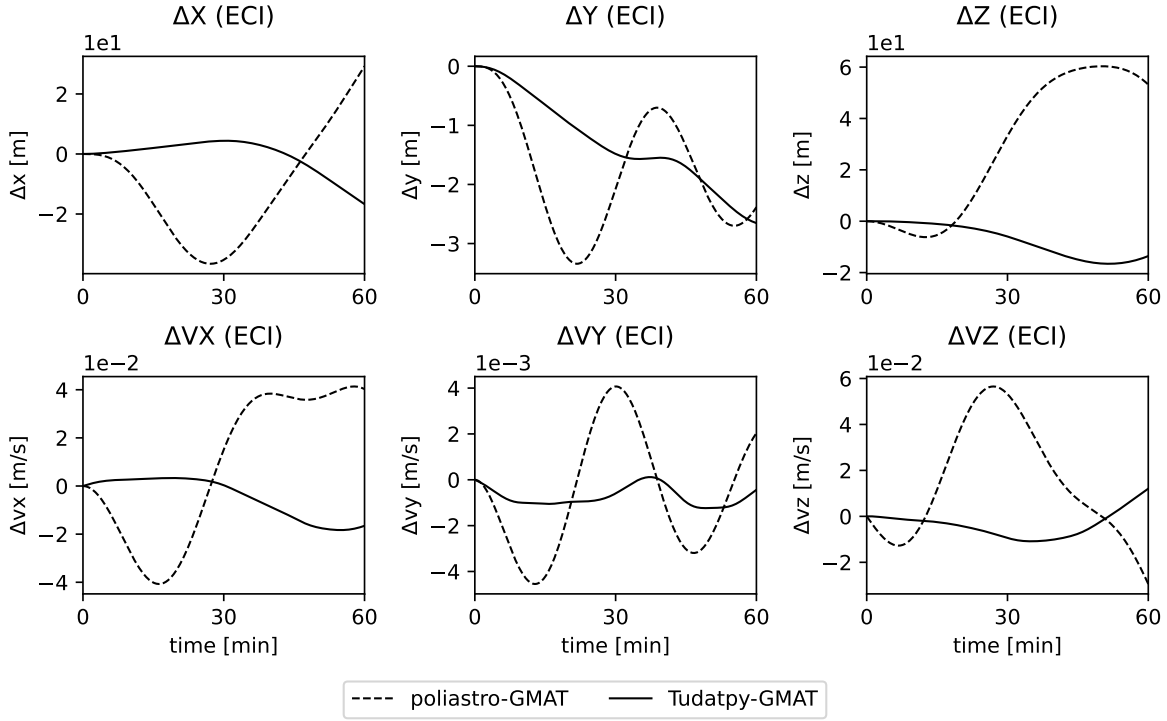 ΔX (ECI)
1e1
Δx [m]
2
0
−2
0
30
60
ΔY (ECI)
Δy [m]
0
−1
−2
−3
0
30
60
ΔZ (ECI)
1e1
Δz [m]
6
4
2
0
−2
0
30
60
ΔVX (ECI)
1e−2
Δvx [m/s]
4
2
0
−2
−4
0
30
60
time [min]
ΔVY (ECI)
1e−3
Δvy [m/s]
4
2
0
−2
−4
0
30
60
time [min]
ΔVZ (ECI)
1e−2
Δvz [m/s]
6
4
2
0
−2
0
30
60
time [min]
poliastro-GMAT
Tudatpy-GMAT